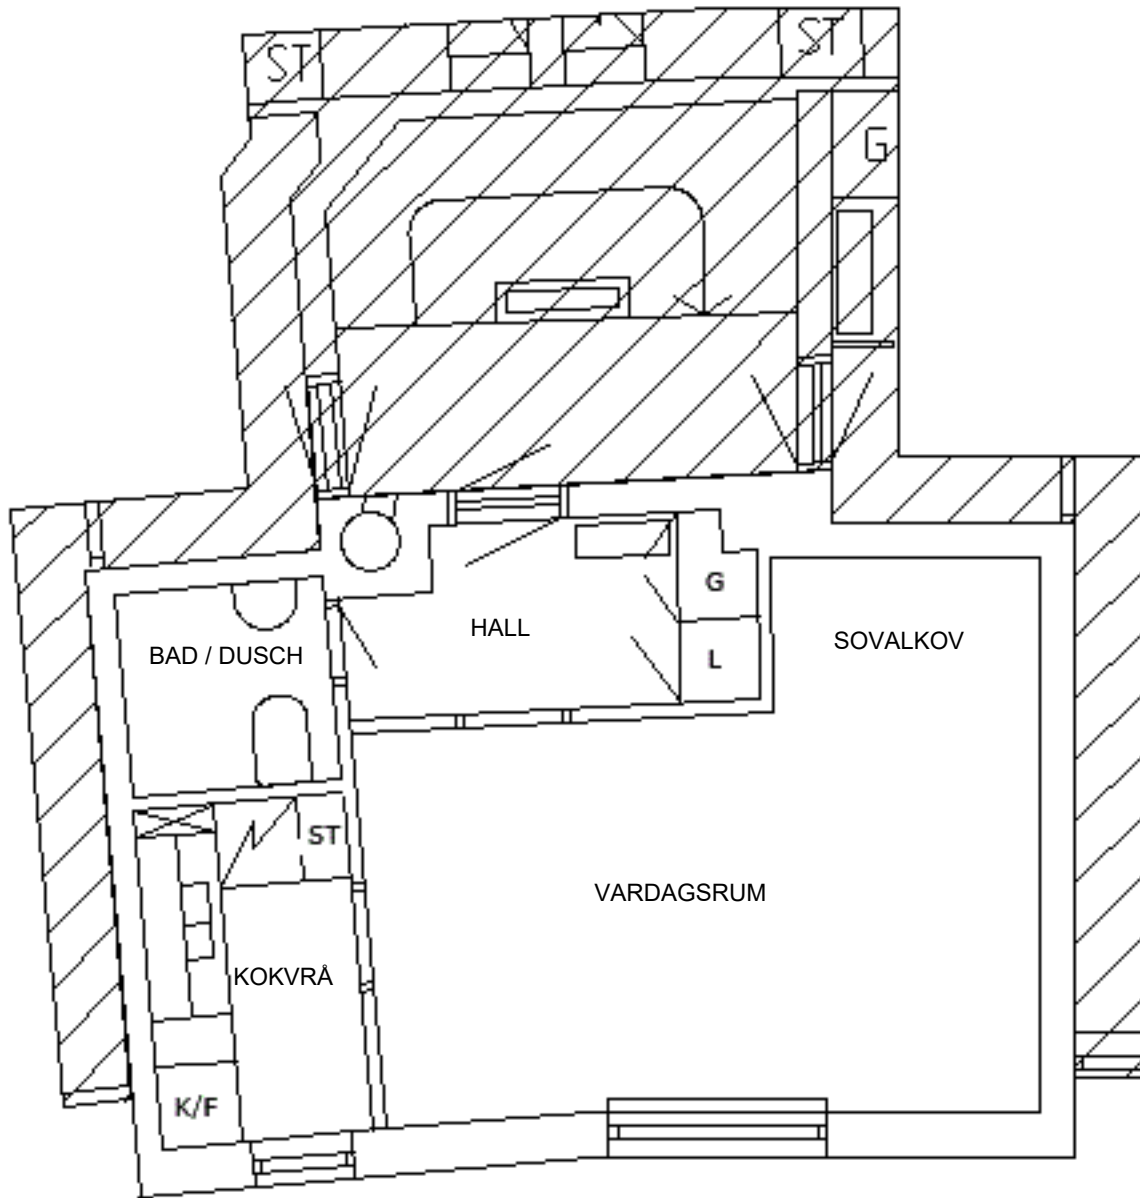 ST
ST
G
G
HALL
SOVALKOV
BAD / DUSCH
L
ST
VARDAGSRUM
KOKVRÅ
K/F